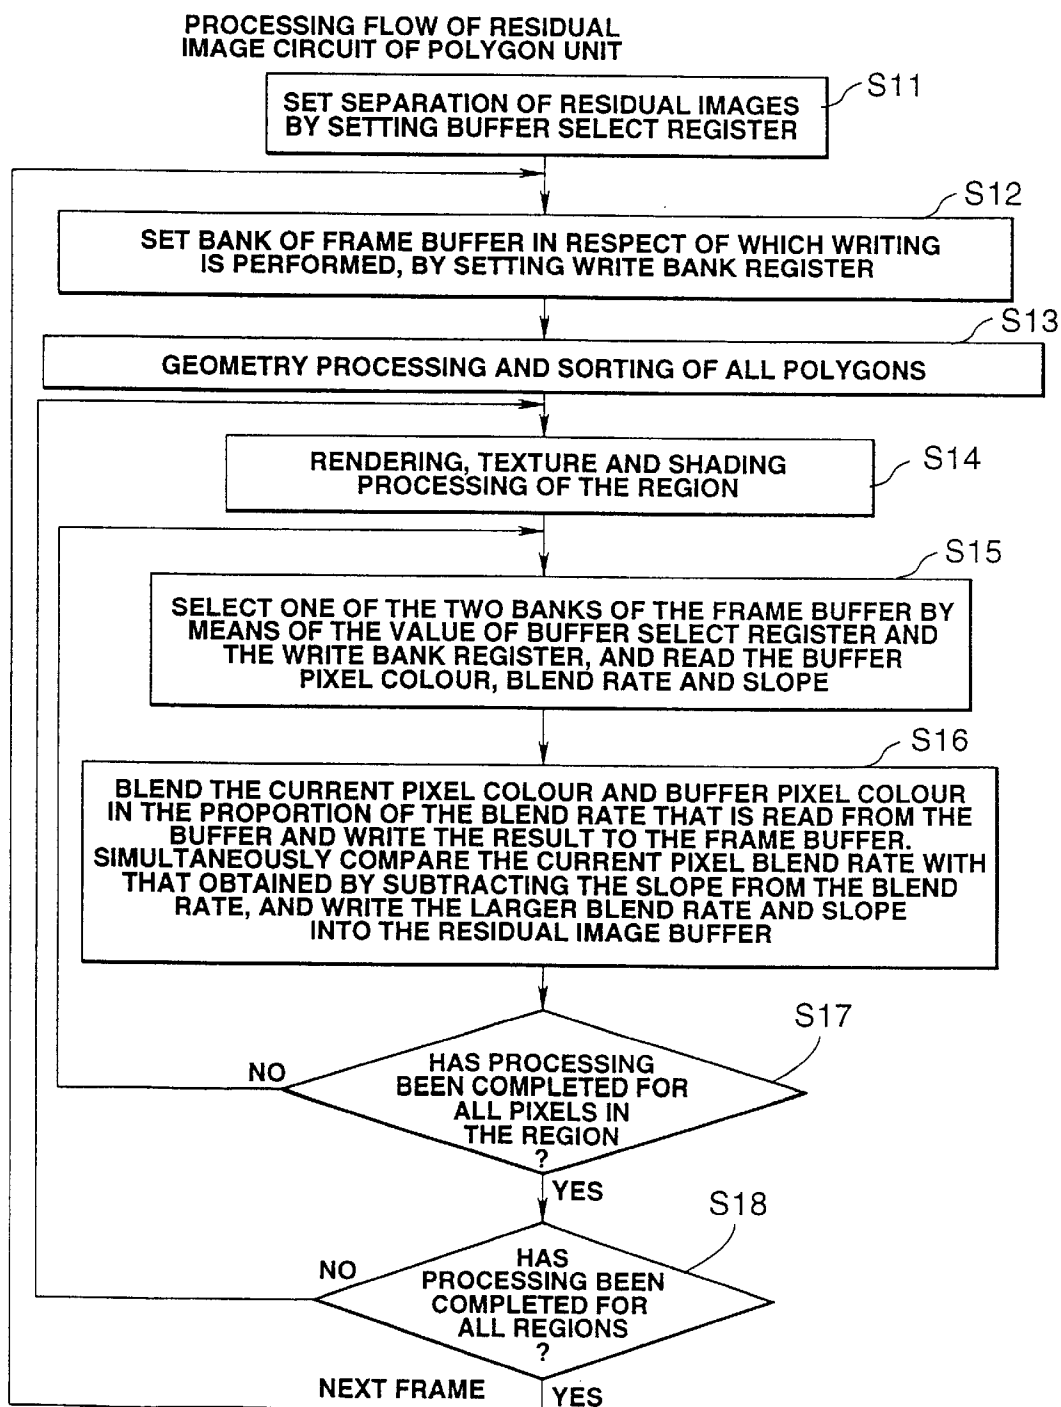 PROCESSING FLOW OF RESIDUAL
IMAGE CIRCUIT OF POLYGON UNIT
S11
SET SEPARATION OF RESIDUAL IMAGES
BY SETTING BUFFER SELECT REGISTER
S12
SET BANK OF FRAME BUFFER IN RESPECT OF WHICH WRITING
IS PERFORMED, BY SETTING WRITE BANK REGISTER
S13
GEOMETRY PROCESSING AND SORTING OF ALL POLYGONS
S14
RENDERING, TEXTURE AND SHADING
PROCESSING OF THE REGION
S15
SELECT ONE OF THE TWO BANKS OF THE FRAME BUFFER BY
MEANS OF THE VALUE OF BUFFER SELECT REGISTER AND
THE WRITE BANK REGISTER, AND READ THE BUFFER
PIXEL COLOUR, BLEND RATE AND SLOPE
S16
BLEND THE CURRENT PIXEL COLOUR AND BUFFER PIXEL COLOUR
IN THE PROPORTION OF THE BLEND RATE THAT IS READ FROM THE
BUFFER AND WRITE THE RESULT TO THE FRAME BUFFER.
SIMULTANEOUSLY COMPARE THE CURRENT PIXEL BLEND RATE WITH
THAT OBTAINED BY SUBTRACTING THE SLOPE FROM THE BLEND
RATE, AND WRITE THE LARGER BLEND RATE AND SLOPE
INTO THE RESIDUAL IMAGE BUFFER
S17
NO
HAS PROCESSING
BEEN COMPLETED FOR
ALL PIXELS IN
THE REGION
?
YES
S18
NO
HAS
PROCESSING BEEN
COMPLETED FOR
ALL REGIONS
?
NEXT FRAME
YES